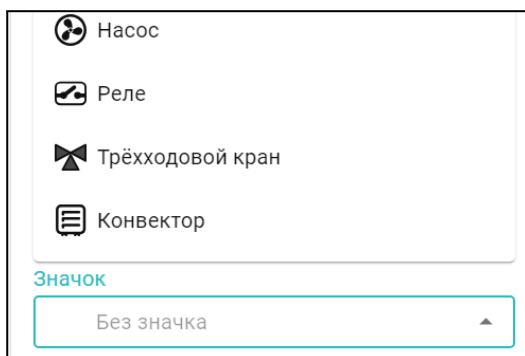 Насос
Реле
Трёхходовой кран
Конвектор
Значок
Без значка